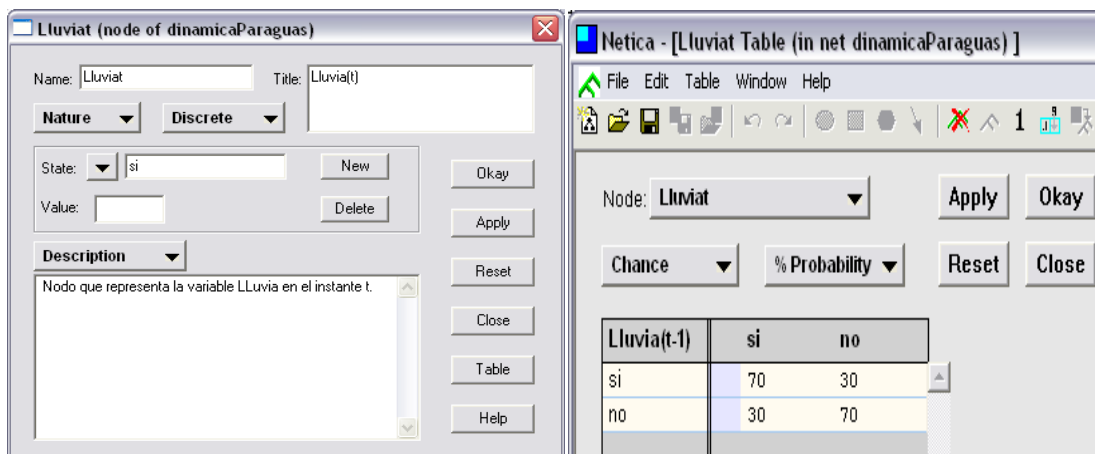 Lluviat (node of dinamicaParaguas)
Name: Lluviat Title: Lluvia(t)
Nature Discrete
State: si New
Value: Delete
Description
Nodo que representa la variable LLuvia en el instante t.
Okay
Apply
Reset
Close
Table
Help
Netica - [Lluviat Table (in net dinamicaParaguas) ]
File Edit Table Window Help
1
Node: Lluviat Apply Okay
Chance % Probability Reset Close
Lluvia(t-1) si no
si 70 30
no 30 70